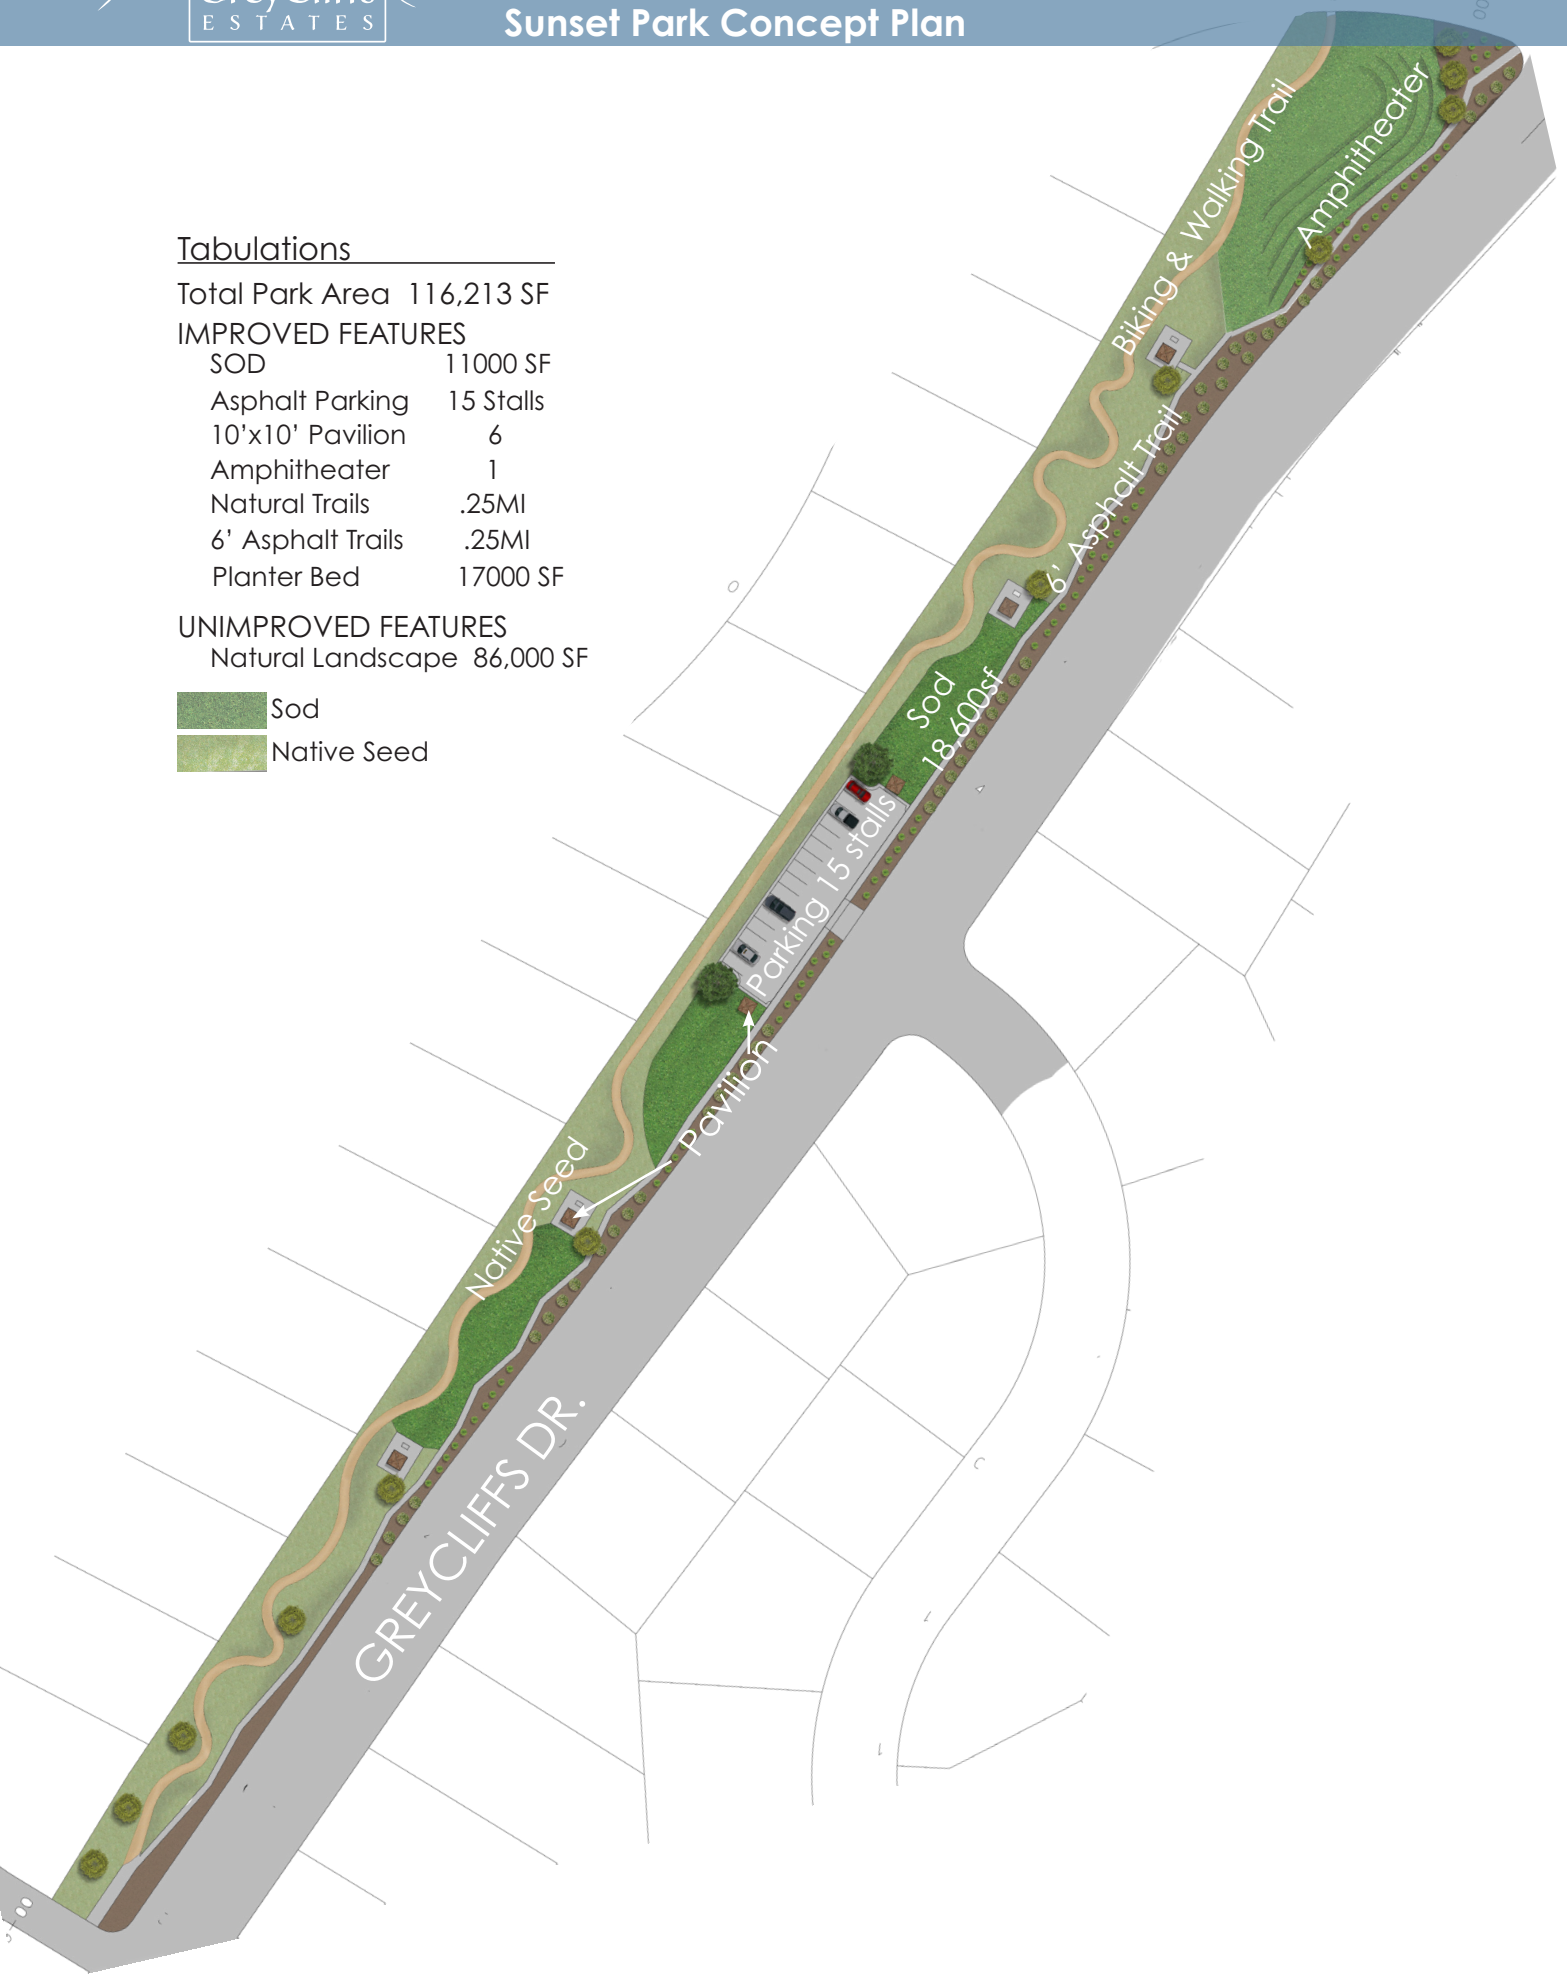 ESTATES
Sunset Park Concept Plan
Tabulations
Total Park Area 116,213 SF
IMPROVED FEATURES
SOD 11000 SF
Asphalt Parking 15 Stalls
10’x10’ Pavilion 6
Amphitheater 1
Natural Trails .25MI
6’ Asphalt Trails .25MI
Planter Bed 17000 SF
UNIMPROVED FEATURES
Natural Landscape 86,000 SF
Sod
Native Seed
Biking & Walking Trail
Amphitheater
6’ Asphalt Trail
Sod
18,600sf
Parking 15 stalls
Pavilion
Native Seed
GREYCLIFFS DR.